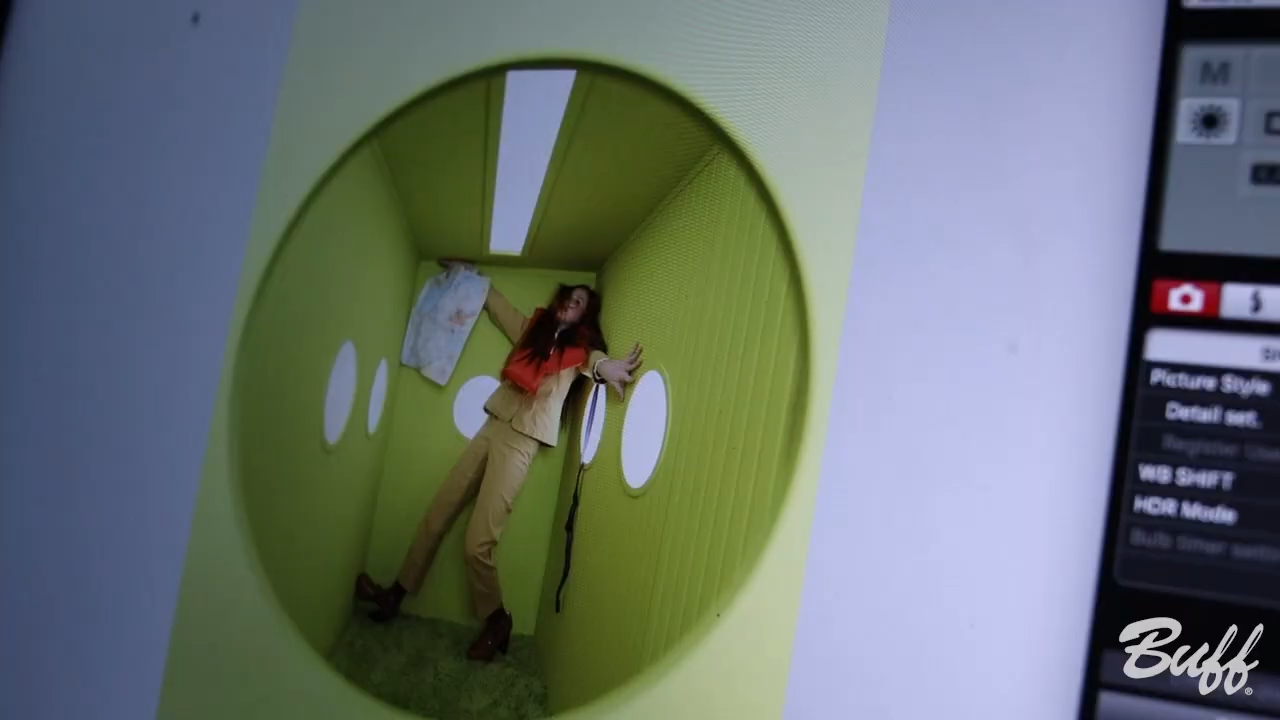 M
Picture Style
Detail set.
WB SHIFT
HDR Mode
Buff®